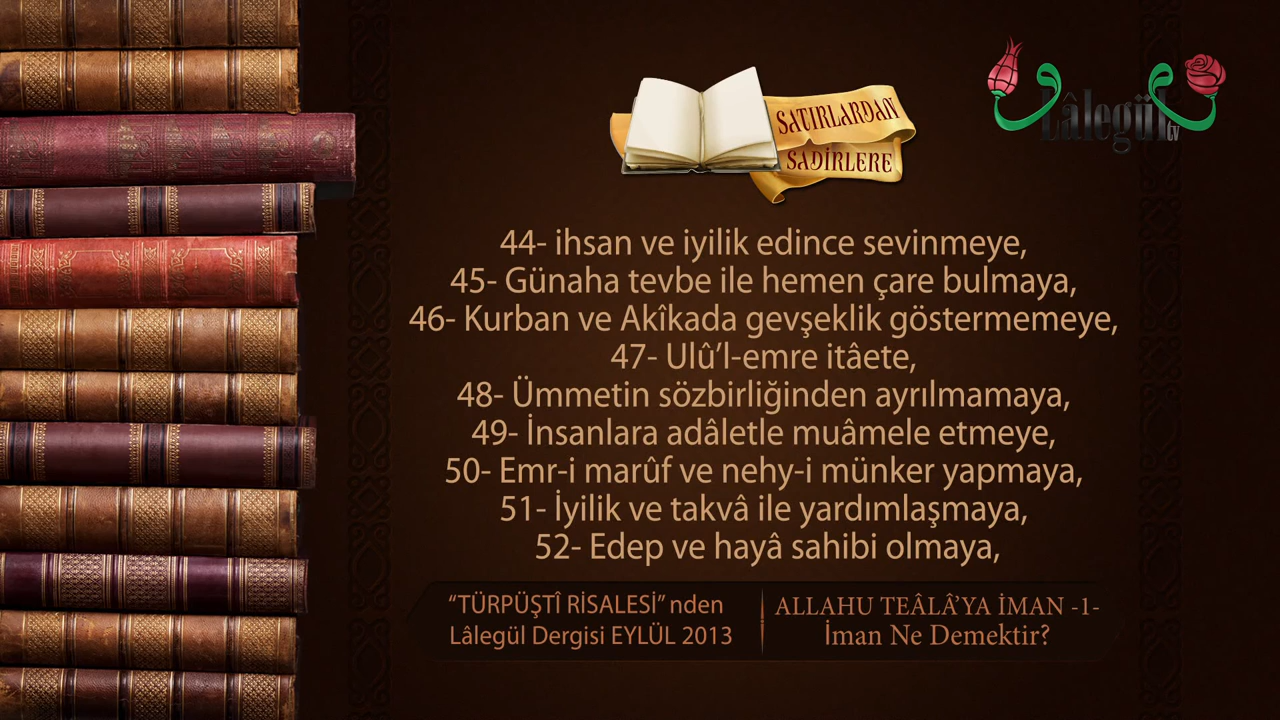 SATIRLARDAN
SADİRLERE
Lâlegül tv
44- ihsan ve iyilik edince sevinmeye,
45- Günaha tevbe ile hemen çare bulmaya,
46- Kurban ve Akîkada gevşeklik göstermemeye,
47- Ulû’l-emre itâete,
48- Ümmetin sözbirliğinden ayrılmamaya,
49- İnsanlara adâletle muâmele etmeye,
50- Emr-i marûf ve nehy-i münker yapmaya,
51- İyilik ve takvâ ile yardımlaşmaya,
52- Edep ve hayâ sahibi olmaya,
“TÜRPÜŞTÎ RİSALESİ” nden
Lâlegül Dergisi EYLÜL 2013
ALLAHU TEÂLÂ’YA İMAN -1-
İman Ne Demektir?